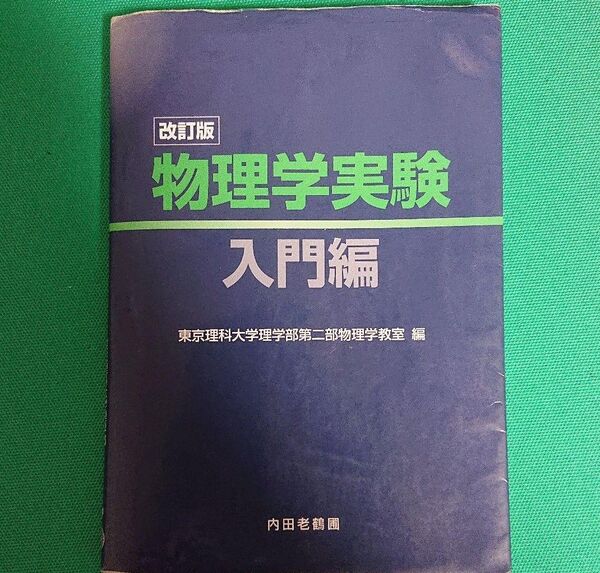 改訂版
物理学実験
入門編
東京理科大学理学部第二部物理学教室 編
内田老鶴圃